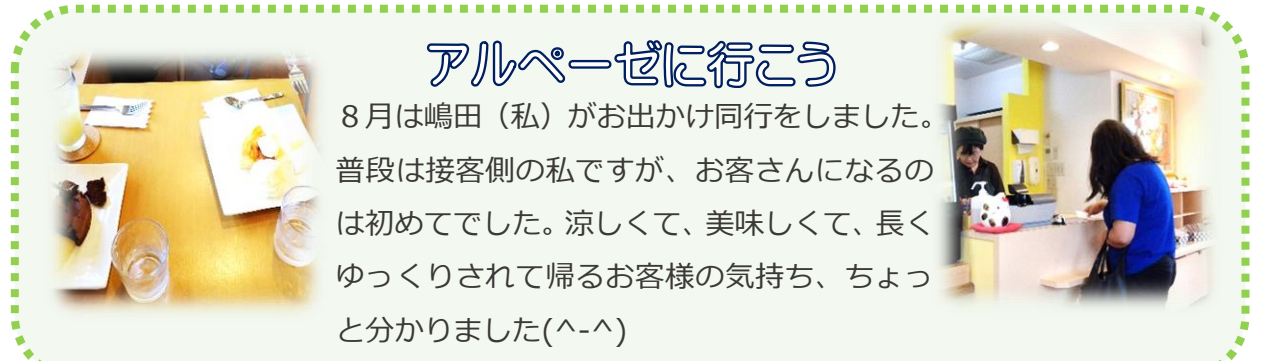 アルペーゼに行こう
８月は嶋田（私）がお出かけ同行をしました。
普段は接客側の私ですが、お客さんになるの
は初めてでした。涼しくて、美味しくて、長く
ゆっくりされて帰るお客様の気持ち、ちょっ
と分かりました(^-^)